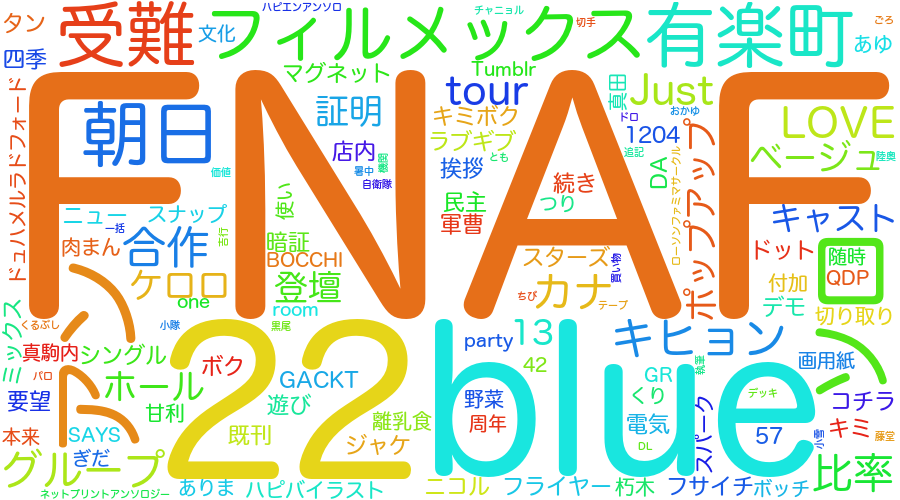 タン
受難
文化
ハピエンアンソロ
フィルメックス
チャニョル
切手
有楽町
ごろ
あゆ
四季
マグネット
Tumblr
tour
Just
LOVE
ドュハメルラドフォード
朝日
証明
キミボク
ラブギブ
真田
おかゆ
ドロ
1204
追記
ベージュ
陸奥
FNAF
店内
機関
暑中
自衛隊
価値
挨拶
とも
続き
つり
DA
ローソンファミマサークル
ポップアップ
ニュー
スナップ
一括
使い
民主
軍曹
キャスト
肉まん
合作
吉行
暗証
BOCCHI
スターズ
買い物
ドット
随時
QDP
ケロロ
one
登壇
room
カナ
ちび
テープ
付加
デモ
切り取り
ミックス
くるぶし
小隊
黒尾
22
blue
13
キヒョン
真駒内
シングル
ボク
party
42
画用紙
パロ
ホール
GACKT
GR
執筆
要望
甘利
遊び
野菜
くり
デッキ
コチラ
本来
SAYS
既刊
離乳食
周年
電気
スパーク
57
小雪
キミ
藤堂
ぎだ
ジャケ
DL
グループ
ありま
ハピバイラスト
ニコル
フライヤー
朽木
フサイチ
ボッチ
比率
ネットプリントアンソロジー